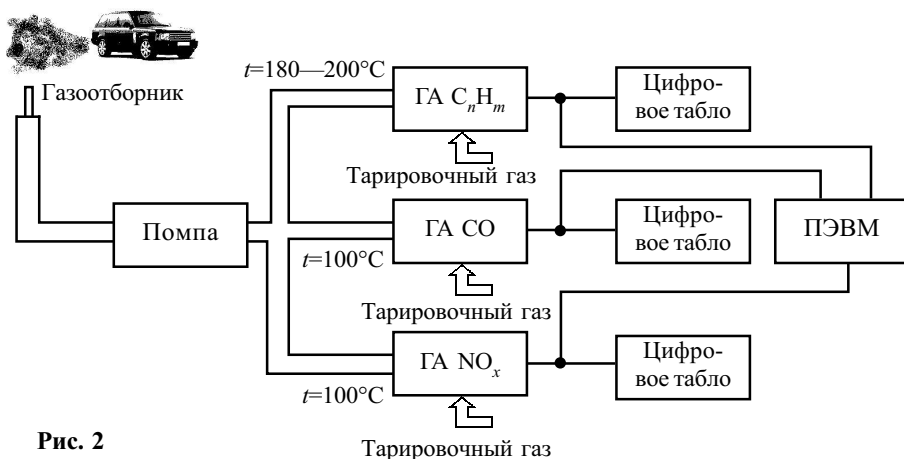 Газоотборник
t=180—200°C
ГА CₙHₘ
Цифро-
вое табло
Тарировочный газ
Помпа
ГА CO
Цифро-
вое табло
ПЭВМ
t=100°C
Тарировочный газ
ГА NOₓ
Цифро-
вое табло
t=100°C
Тарировочный газ
Рис. 2